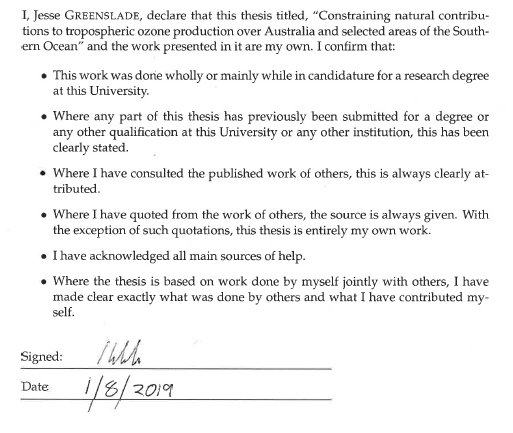 I, Jesse GREENSLADE, declare that this thesis titled, “Constraining natural contribu-
tions to tropospheric ozone production over Australia and selected areas of the South-
ern Ocean” and the work presented in it are my own. I confirm that:
• This work was done wholly or mainly while in candidature for a research degree
at this University.
• Where any part of this thesis has previously been submitted for a degree or
any other qualification at this University or any other institution, this has been
clearly stated.
• Where I have consulted the published work of others, this is always clearly at-
tributed.
• Where I have quoted from the work of others, the source is always given. With
the exception of such quotations, this thesis is entirely my own work.
• I have acknowledged all main sources of help.
• Where the thesis is based on work done by myself jointly with others, I have
made clear exactly what was done by others and what I have contributed my-
self.
Signed:
Date 1/8/2019